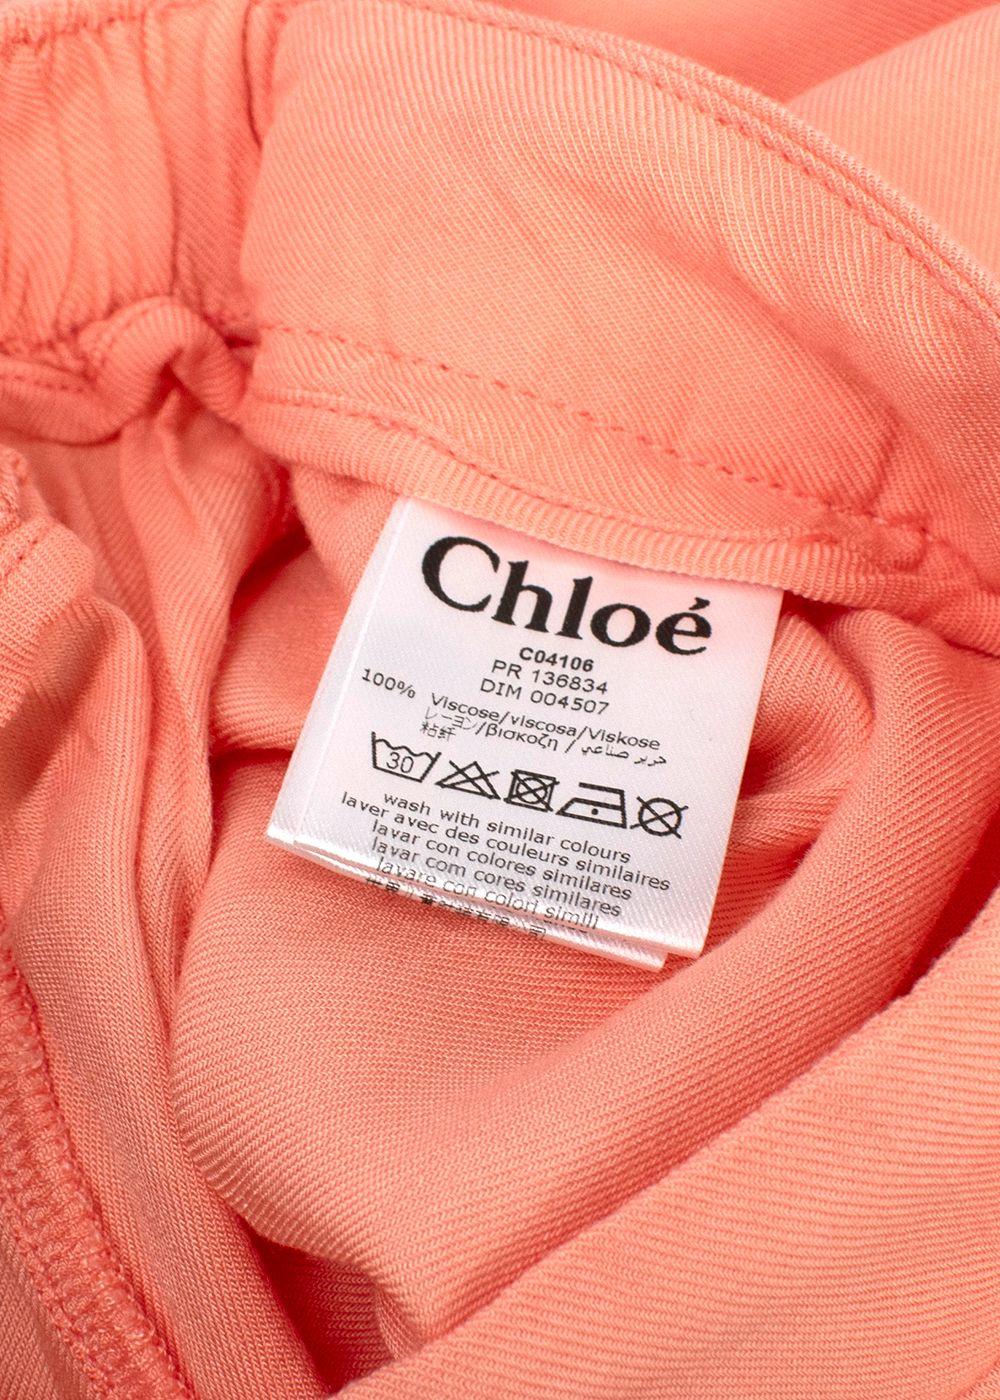 Chloé
C04106
PR 136834
DIM 004507
100% Viscose/viscosa/Viskose
レーヨン/βισκοζη / حرير صناعي
粘纤
30
wash with similar colours
laver avec des couleurs similaires
lavar con colores similares
lavar com cores similares
lavare con colori simili